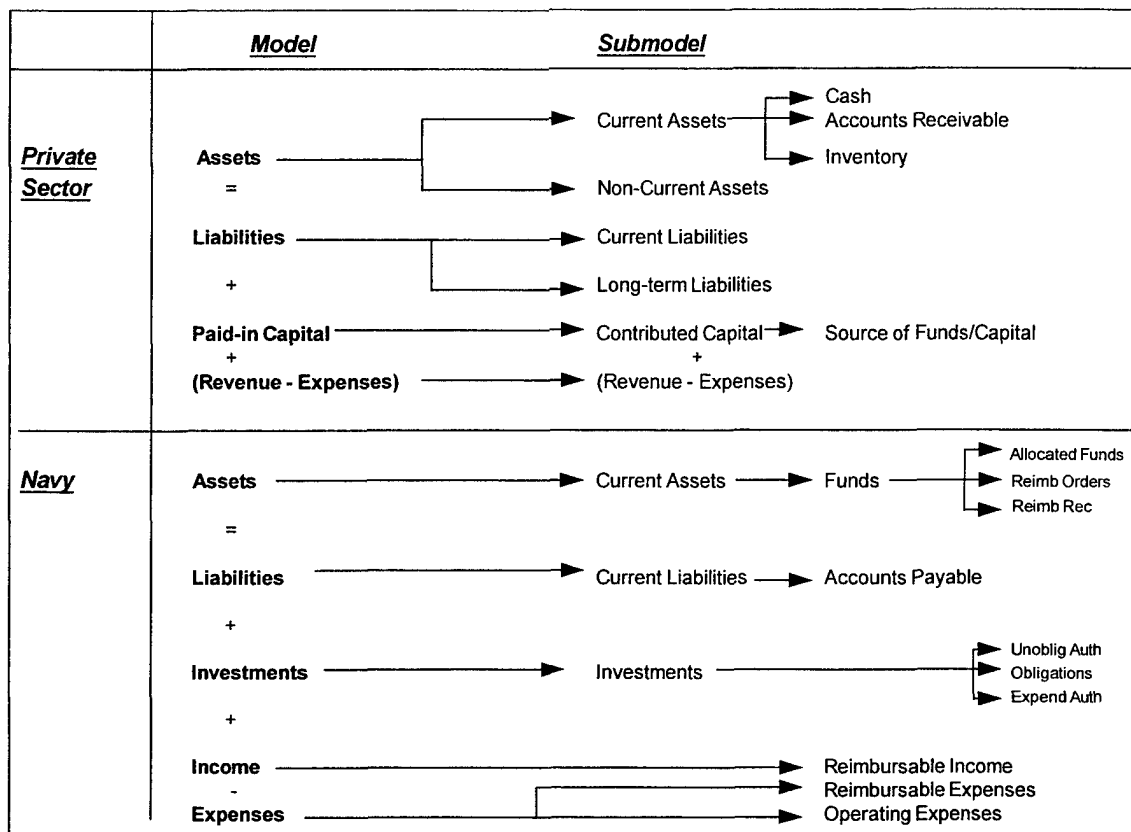 Model Submodel
Private
Sector
Cash
Current Assets Accounts Receivable
Assets Inventory
= Non-Current Assets
Liabilities Current Liabilities
+ Long-term Liabilities
Paid-in Capital Contributed Capital Source of Funds/Capital
+ +
(Revenue - Expenses) (Revenue - Expenses)
Navy
Allocated Funds
Assets Current Assets Funds Reimb Orders
Reimb Rec
=
Liabilities Current Liabilities Accounts Payable
+
Unoblig Auth
Investments Investments Obligations
Expend Auth
+
Income Reimbursable Income
- Reimbursable Expenses
Expenses Operating Expenses